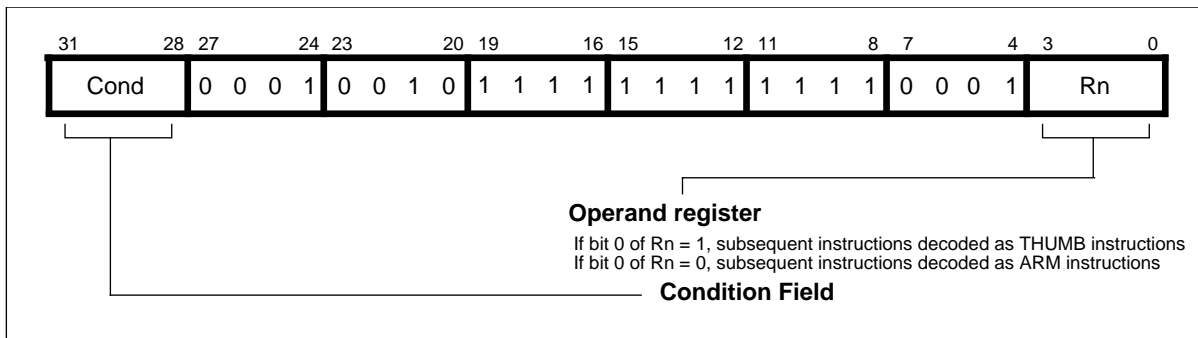 31 28 27 24 23 20 19 16 15 12 11 8 7 4 3 0
Cond 0 0 0 1 0 0 1 0 1 1 1 1 1 1 1 1 1 1 1 1 0 0 0 1 Rn
Operand register
If bit 0 of Rn = 1, subsequent instructions decoded as THUMB instructions
If bit 0 of Rn = 0, subsequent instructions decoded as ARM instructions
Condition Field